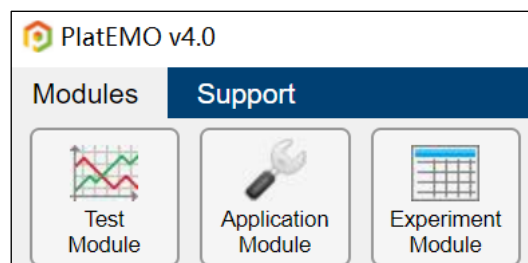 PlatEMO v4.0
Modules Support
Test
Module
Application
Module
Experiment
Module